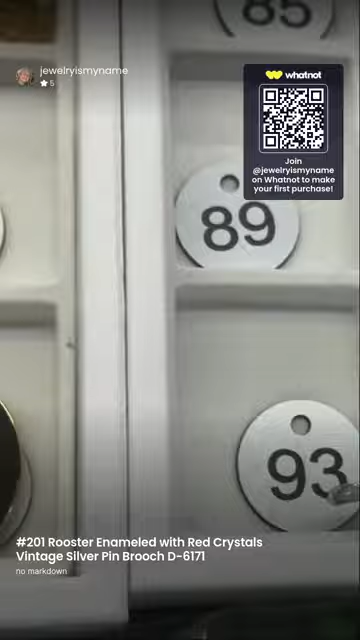 85
jewelryismyname
★ 5
whatnot
Join
@jewelryismyname
on Whatnot to make
your first purchase!
89
93
#201 Rooster Enameled with Red Crystals
Vintage Silver Pin Brooch D-6171
no markdown